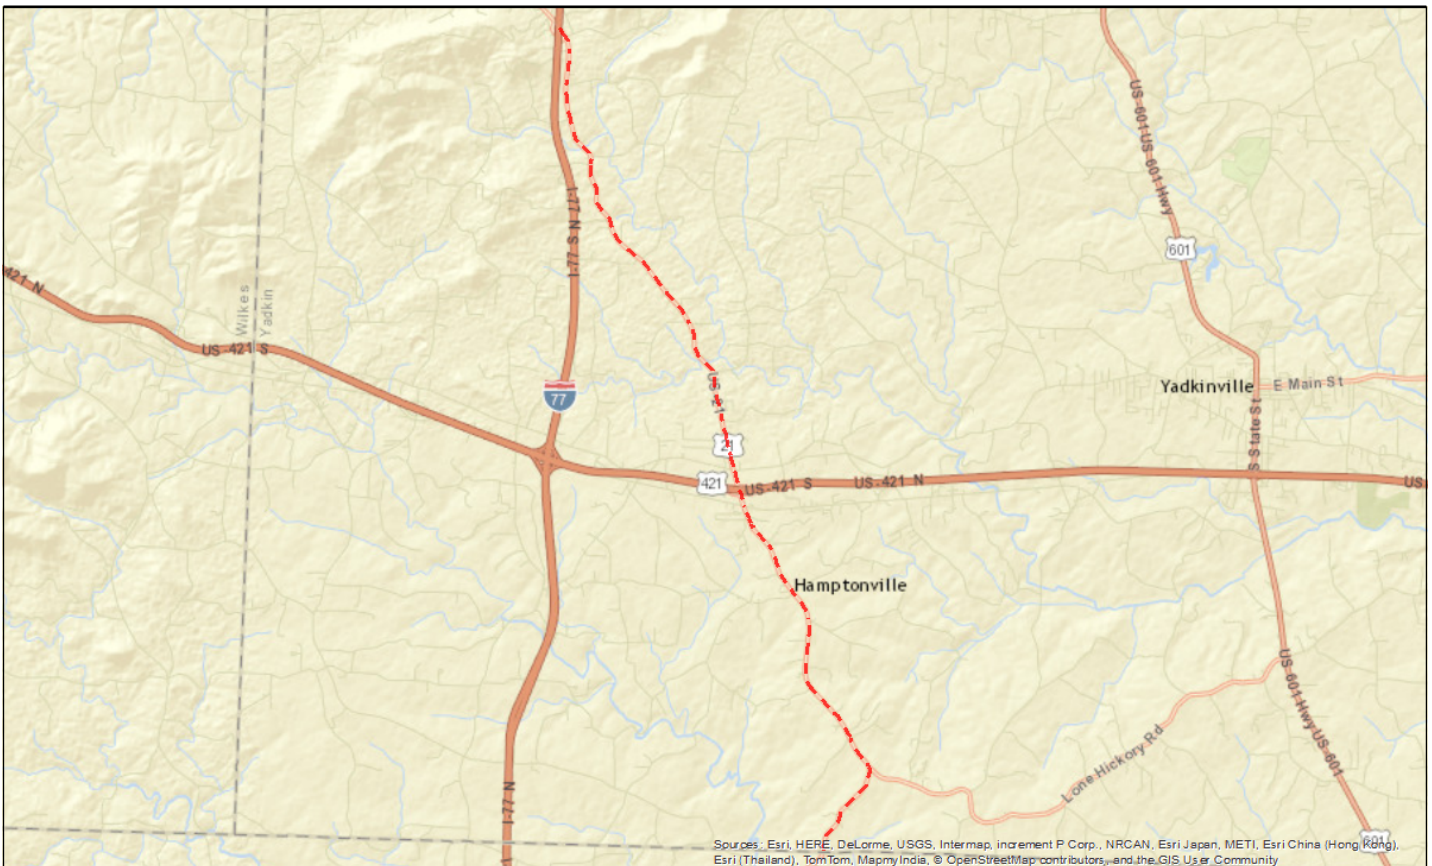 US-601 US-601 Hwy
I-77 N S I-77
601
421 N
Wilkes
Yadkin
US-421 S
77
US-21
Yadkinville
E Main St
S State St
21
421
US-421 S
US-421 N
US
Hamptonville
US-601 Hwy US-601
Lone Hickory Rd
I-77 N
601
Sources: Esri, HERE, DeLorme, USGS, Intermap, increment P Corp., NRCAN, Esri Japan, METI, Esri China (Hong Kong),
Esri (Thailand), TomTom, MapmyIndia, © OpenStreetMap contributors, and the GIS User Community